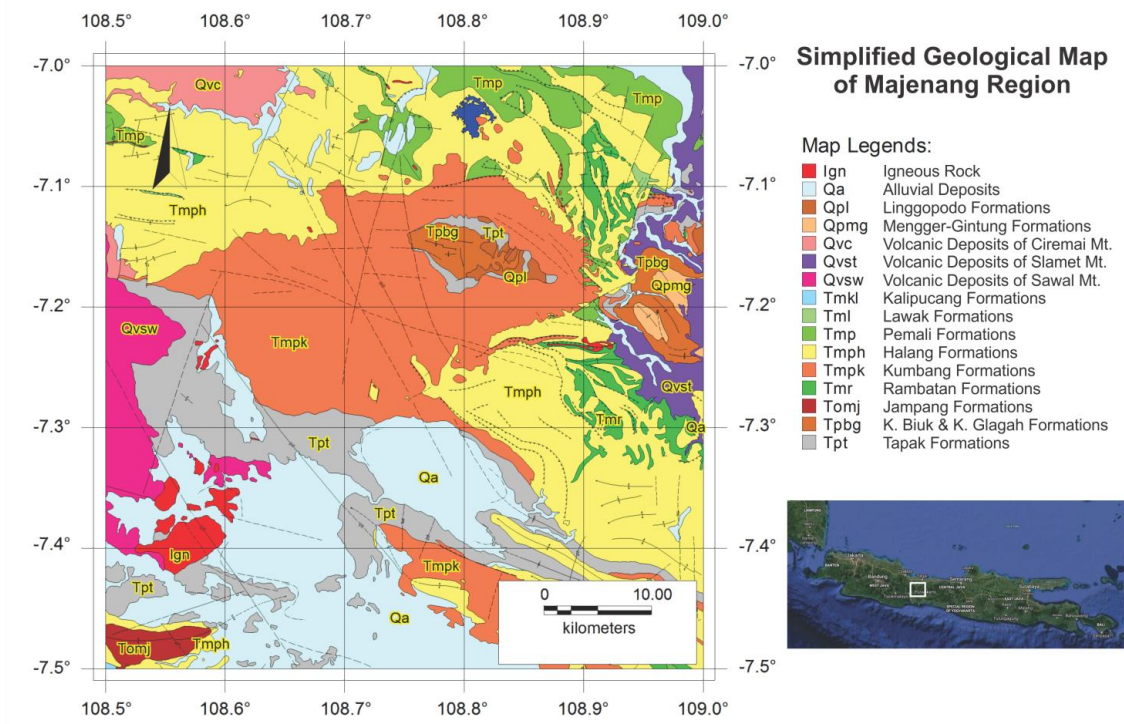 108.5° 108.6° 108.7° 108.8° 108.9° 109.0°
-7.0° -7.0°
-7.1° -7.1°
-7.2° -7.2°
-7.3° -7.3°
-7.4° -7.4°
-7.5° -7.5°
108.5° 108.6° 108.7° 108.8° 108.9° 109.0°
Qvc
Tmp
Tmp
Tmp
Tmph
Tpbg
Tpt
Qpl
Tpbg
Qpmg
Qvsw
Tmpk
Tmph
Qvst
Tmr
Qa
Tpt
Qa
Tpt
Ign
Tmpk
Tpt
Qa
Tomj
Tmph
0 10.00
kilometers
Simplified Geological Map
of Majenang Region
Map Legends:
Ign Igneous Rock
Qa Alluvial Deposits
Qpl Linggopodo Formations
Qpmg Mengger-Gintung Formations
Qvc Volcanic Deposits of Ciremai Mt.
Qvst Volcanic Deposits of Slamet Mt.
Qvsw Volcanic Deposits of Sawal Mt.
Tmkl Kalipucang Formations
Tml Lawak Formations
Tmp Pemali Formations
Tmph Halang Formations
Tmpk Kumbang Formations
Tmr Rambatan Formations
Tomj Jampang Formations
Tpbg K. Biuk & K. Glagah Formations
Tpt Tapak Formations